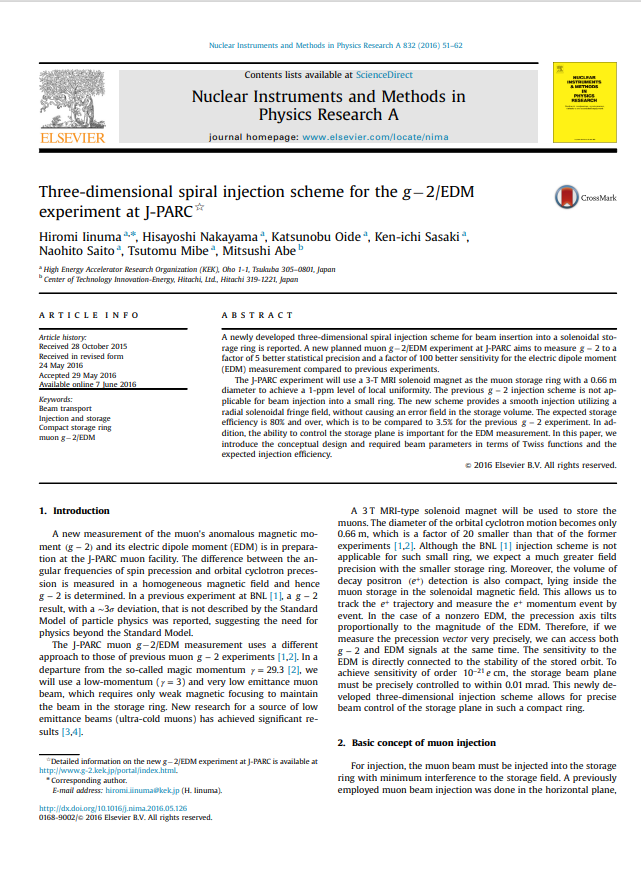 Nuclear Instruments and Methods in Physics Research A 832 (2016) 51–62
Contents lists available at ScienceDirect
Nuclear Instruments and Methods in
Physics Research A
journal homepage: www.elsevier.com/locate/nima
ELSEVIER
NUCLEAR
INSTRUMENTS
& METHODS
IN
PHYSICS
RESEARCH
Three-dimensional spiral injection scheme for the g−2/EDM
experiment at J-PARC☆
CrossMark
Hiromi Iinuma a,*, Hisayoshi Nakayama a, Katsunobu Oide a, Ken-ichi Sasaki a,
Naohito Saito a, Tsutomu Mibe a, Mitsushi Abe b
a High Energy Accelerator Research Organization (KEK), Oho 1-1, Tsukuba 305–0801, Japan
b Center of Technology Innovation-Energy, Hitachi, Ltd., Hitachi 319-1221, Japan
ARTICLE INFO
Article history:
Received 28 October 2015
Received in revised form
24 May 2016
Accepted 29 May 2016
Available online 7 June 2016
Keywords:
Beam transport
Injection and storage
Compact storage ring
muon g−2/EDM
ABSTRACT
A newly developed three-dimensional spiral injection scheme for beam insertion into a solenoidal sto-
rage ring is reported. A new planned muon g−2/EDM experiment at J-PARC aims to measure g−2 to a
factor of 5 better statistical precision and a factor of 100 better sensitivity for the electric dipole moment
(EDM) measurement compared to previous experiments.
The J-PARC experiment will use a 3-T MRI solenoid magnet as the muon storage ring with a 0.66 m
diameter to achieve a 1-ppm level of local uniformity. The previous g−2 injection scheme is not ap-
plicable for beam injection into a small ring. The new scheme provides a smooth injection utilizing a
radial solenoidal fringe field, without causing an error field in the storage volume. The expected storage
efficiency is 80% and over, which is to be compared to 3.5% for the previous g−2 experiment. In ad-
dition, the ability to control the storage plane is important for the EDM measurement. In this paper, we
introduce the conceptual design and required beam parameters in terms of Twiss functions and the
expected injection efficiency.
© 2016 Elsevier B.V. All rights reserved.
1. Introduction
A new measurement of the muon's anomalous magnetic mo-
ment (g−2) and its electric dipole moment (EDM) is in prepara-
tion at the J-PARC muon facility. The difference between the an-
gular frequencies of spin precession and orbital cyclotron preces-
sion is measured in a homogeneous magnetic field and hence
g−2 is determined. In a previous experiment at BNL [1], a g−2
result, with a ~3σ deviation, that is not described by the Standard
Model of particle physics was reported, suggesting the need for
physics beyond the Standard Model.
The J-PARC muon g−2/EDM measurement uses a different
approach to those of previous muon g−2 experiments [1,2]. In a
departure from the so-called magic momentum γ = 29.3 [2], we
will use a low-momentum (γ = 3) and very low emittance muon
beam, which requires only weak magnetic focusing to maintain
the beam in the storage ring. New research for a source of low
emittance beams (ultra-cold muons) has achieved significant re-
sults [3,4].
☆Detailed information on the new g−2/EDM experiment at J-PARC is available at
http://www.g-2.kek.jp/portal/index.html.
* Corresponding author.
E-mail address: hiromi.iinuma@kek.jp (H. Iinuma).
http://dx.doi.org/10.1016/j.nima.2016.05.126
0168-9002/© 2016 Elsevier B.V. All rights reserved.
A 3 T MRI-type solenoid magnet will be used to store the
muons. The diameter of the orbital cyclotron motion becomes only
0.66 m, which is a factor of 20 smaller than that of the former
experiments [1,2]. Although the BNL [1] injection scheme is not
applicable for such small ring, we expect a much greater field
precision with the smaller storage ring. Moreover, the volume of
decay positron (e+) detection is also compact, lying inside the
muon storage in the solenoidal magnetic field. This allows us to
track the e+ trajectory and measure the e+ momentum event by
event. In the case of a nonzero EDM, the precession axis tilts
proportionally to the magnitude of the EDM. Therefore, if we
measure the precession vector very precisely, we can access both
g−2 and EDM signals at the same time. The sensitivity to the
EDM is directly connected to the stability of the stored orbit. To
achieve sensitivity of order 10−21 e cm, the storage beam plane
must be precisely controlled to within 0.01 mrad. This newly de-
veloped three-dimensional injection scheme allows for precise
beam control of the storage plane in such a compact ring.
2. Basic concept of muon injection
For injection, the muon beam must be injected into the storage
ring with minimum interference to the storage field. A previously
employed muon beam injection was done in the horizontal plane,